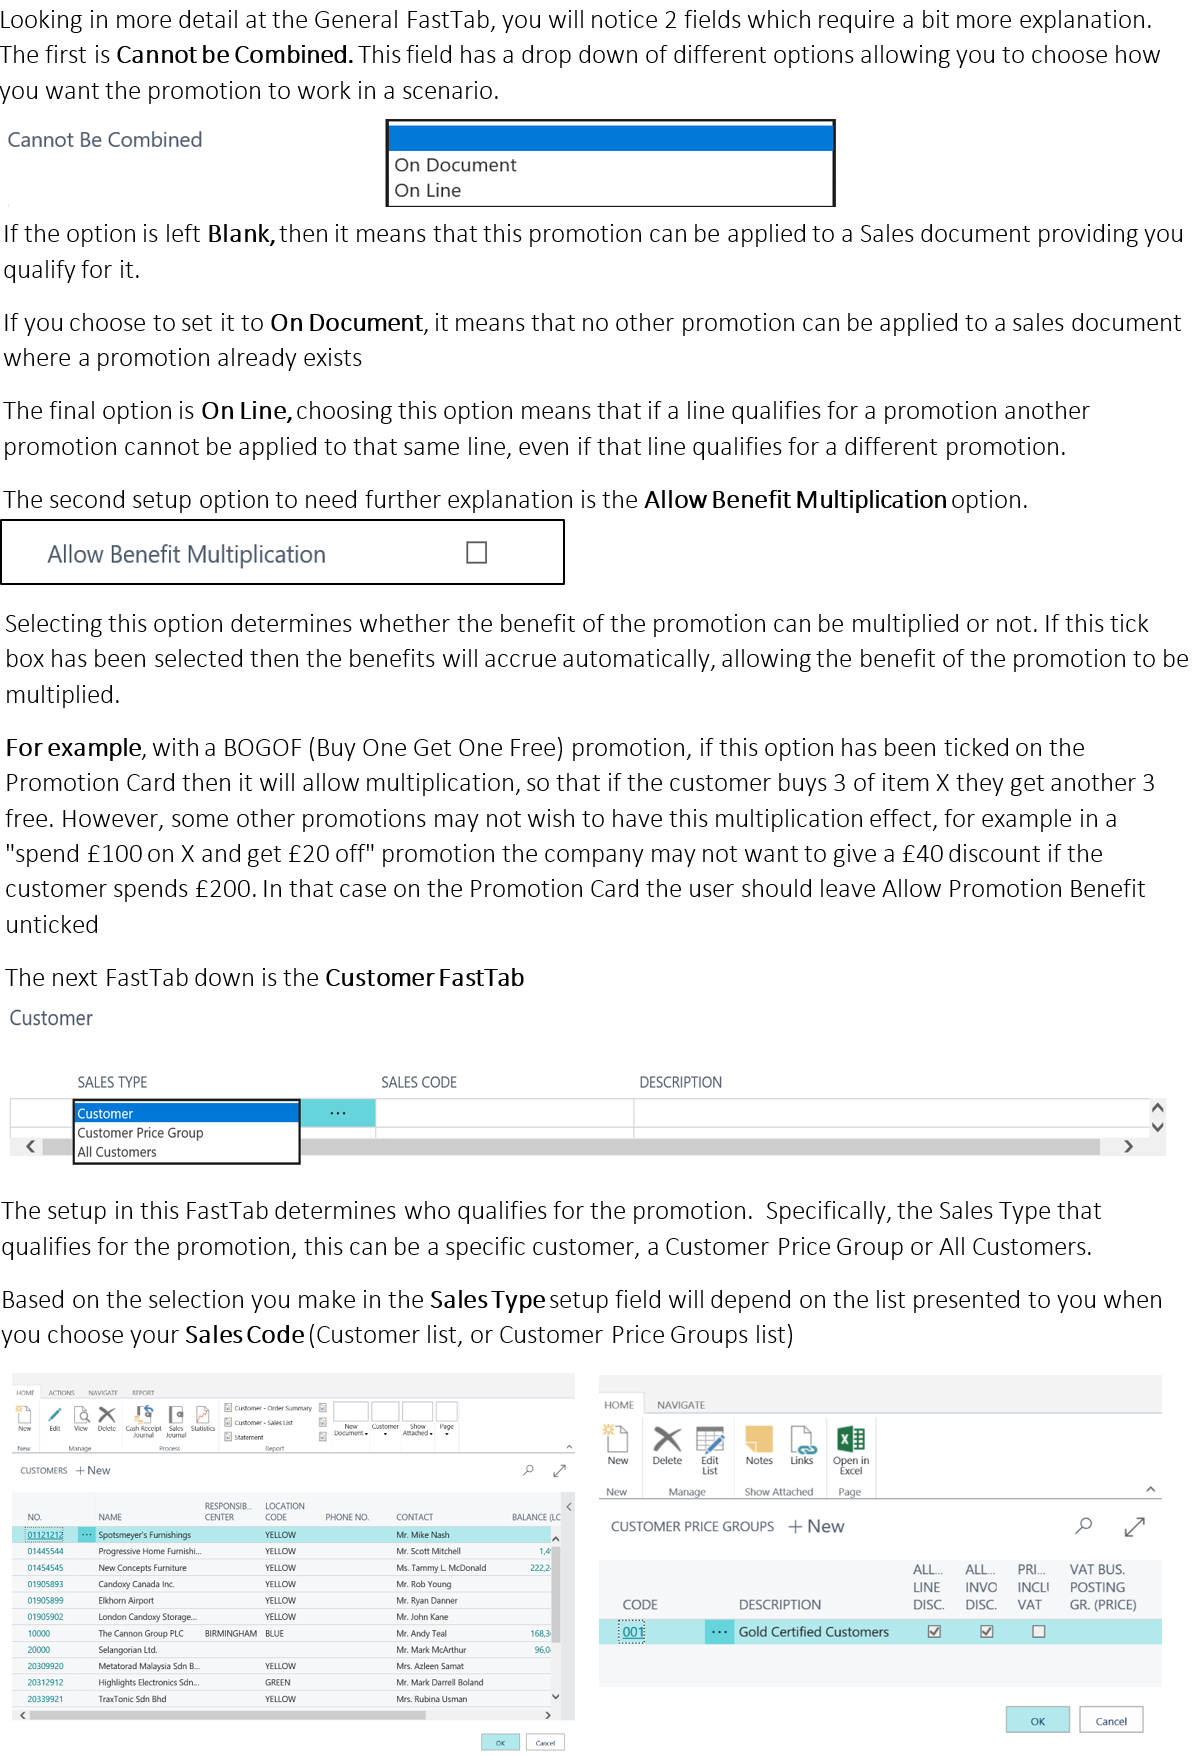 Looking in more detail at the General FastTab, you will notice 2 fields which require a bit more explanation.
The first is Cannot be Combined. This field has a drop down of different options allowing you to choose how
you want the promotion to work in a scenario.
Cannot Be Combined
On Document
On Line
If the option is left Blank, then it means that this promotion can be applied to a Sales document providing you
qualify for it.
If you choose to set it to On Document, it means that no other promotion can be applied to a sales document
where a promotion already exists
The final option is On Line, choosing this option means that if a line qualifies for a promotion another
promotion cannot be applied to that same line, even if that line qualifies for a different promotion.
The second setup option to need further explanation is the Allow Benefit Multiplication option.
Allow Benefit Multiplication
Selecting this option determines whether the benefit of the promotion can be multiplied or not. If this tick
box has been selected then the benefits will accrue automatically, allowing the benefit of the promotion to be
multiplied.
For example, with a BOGOF (Buy One Get One Free) promotion, if this option has been ticked on the
Promotion Card then it will allow multiplication, so that if the customer buys 3 of item X they get another 3
free. However, some other promotions may not wish to have this multiplication effect, for example in a
"spend £100 on X and get £20 off" promotion the company may not want to give a £40 discount if the
customer spends £200. In that case on the Promotion Card the user should leave Allow Promotion Benefit
unticked
The next FastTab down is the Customer FastTab
Customer
SALES TYPE SALES CODE DESCRIPTION
Customer ...
Customer Price Group
All Customers
The setup in this FastTab determines who qualifies for the promotion. Specifically, the Sales Type that
qualifies for the promotion, this can be a specific customer, a Customer Price Group or All Customers.
Based on the selection you make in the Sales Type setup field will depend on the list presented to you when
you choose your Sales Code (Customer list, or Customer Price Groups list)
HOME ACTIONS NAVIGATE REPORT
New Edit View Delete Cash Receipt Journal Sales Journal Statistics
Customer - Order Summary
Customer - Sales List
Statement
New Document Customer Show Attached Page
New Manage Process Report
CUSTOMERS + New
NO. NAME RESPONSIB... CENTER LOCATION CODE PHONE NO. CONTACT BALANCE (LC
01121212 ... Spotsmeyer's Furnishings YELLOW Mr. Mike Nash
01445544 Progressive Home Furnishi... YELLOW Mr. Scott Mitchell 1,4
01454545 New Concepts Furniture YELLOW Ms. Tammy L. McDonald 222,2
01905893 Candoxy Canada Inc. YELLOW Mr. Rob Young
01905899 Elkhorn Airport YELLOW Mr. Ryan Danner
01905902 London Candoxy Storage... YELLOW Mr. John Kane
10000 The Cannon Group PLC BIRMINGHAM BLUE Mr. Andy Teal 168,3
20000 Selangorian Ltd. Mr. Mark McArthur 96,0
20309920 Metatorad Malaysia Sdn B... YELLOW Mrs. Azleen Samat
20312912 Highlights Electronics Sdn... GREEN Mr. Mark Darrell Boland
20339921 TraxTonic Sdn Bhd YELLOW Mrs. Rubina Usman
OK Cancel
HOME NAVIGATE
New Delete Edit List Notes Links Open in Excel
New Manage Show Attached Page
CUSTOMER PRICE GROUPS + New
CODE DESCRIPTION ALL... LINE DISC. ALL... INVO DISC. PRI... INCLU VAT VAT BUS. POSTING GR. (PRICE)
001 ... Gold Certified Customers
OK Cancel